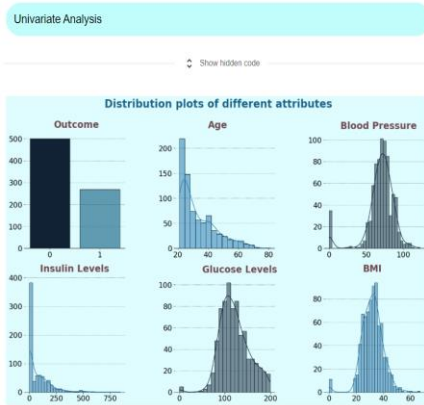 Univariate Analysis
Show hidden code
Distribution plots of different attributes
Outcome
Age
Blood Pressure
500
400
300
200
100
0
0 1
200
150
100
50
0
20 40 60 80
100
80
60
40
20
0
0 50 100
Insulin Levels
Glucose Levels
BMI
400
300
200
100
0
0 250 500 750
100
80
60
40
20
0
0 100 200
80
60
40
20
0
0 20 40 60